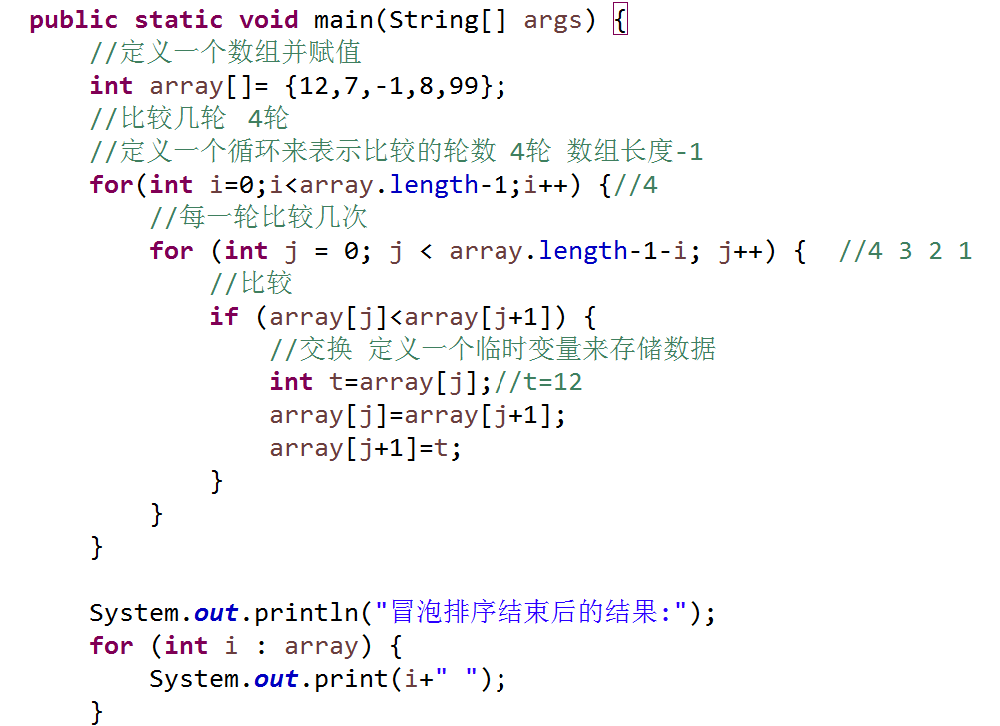 public static void main(String[] args) {
//定义一个数组并赋值
int array[]= {12,7,-1,8,99};
//比较几轮 4轮
//定义一个循环来表示比较的轮数 4轮 数组长度-1
for(int i=0;i<array.length-1;i++) {//4
//每一轮比较几次
for (int j = 0; j < array.length-1-i; j++) { //4 3 2 1
//比较
if (array[j]<array[j+1]) {
//交换 定义一个临时变量来存储数据
int t=array[j];//t=12
array[j]=array[j+1];
array[j+1]=t;
}
}
}
System.out.println("冒泡排序结束后的结果:");
for (int i : array) {
System.out.print(i+" ");
}